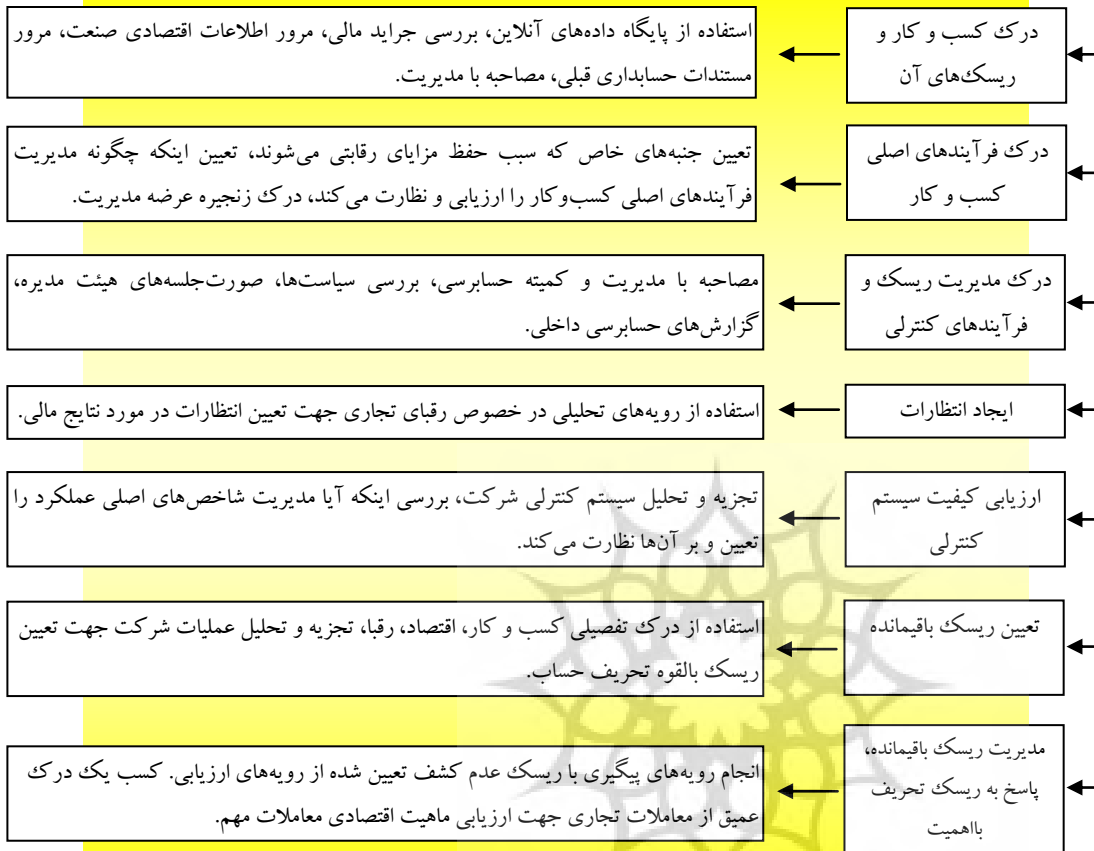 درک کسب و کار و
ریسک‌های آن
استفاده از پایگاه داده‌های آنلاین، بررسی جراید مالی، مرور اطلاعات اقتصادی صنعت، مرور
مستندات حسابداری قبلی، مصاحبه با مدیریت.
درک فرآیندهای اصلی
کسب و کار
تعیین جنبه‌های خاص که سبب حفظ مزایای رقابتی می‌شوند، تعیین اینکه چگونه مدیریت
فرآیندهای اصلی کسب‌وکار را ارزیابی و نظارت می‌کند، درک زنجیره عرضه مدیریت.
درک مدیریت ریسک و
فرآیندهای کنترلی
مصاحبه با مدیریت و کمیته حسابرسی، بررسی سیاست‌ها، صورت‌جلسه‌های هیئت مدیره،
گزارش‌های حسابرسی داخلی.
ایجاد انتظارات
استفاده از رویه‌های تحلیلی در خصوص رقبای تجاری جهت تعیین انتظارات در مورد نتایج مالی.
ارزیابی کیفیت سیستم
کنترلی
تجزیه و تحلیل سیستم کنترلی شرکت، بررسی اینکه آیا مدیریت شاخص‌های اصلی عملکرد را
تعیین و بر آن‌ها نظارت می‌کند.
تعیین ریسک باقیمانده
استفاده از درک تفصیلی کسب و کار، اقتصاد، رقبا، تجزیه و تحلیل عملیات شرکت جهت تعیین
ریسک بالقوه تحریف حساب.
مدیریت ریسک باقیمانده،
پاسخ به ریسک تحریف
بااهمیت
انجام رویه‌های پیگیری با ریسک عدم کشف تعیین شده از رویه‌های ارزیابی. کسب یک درک
عمیق از معاملات تجاری جهت ارزیابی ماهیت اقتصادی معاملات مهم.